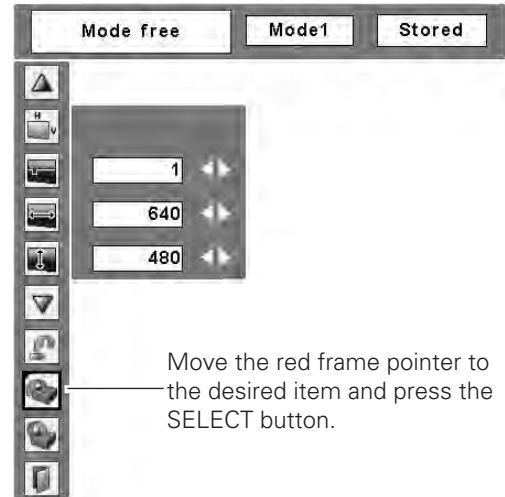 Mode free Mode1 Stored
H
V
1
640
480
Move the red frame pointer to
the desired item and press the
SELECT button.